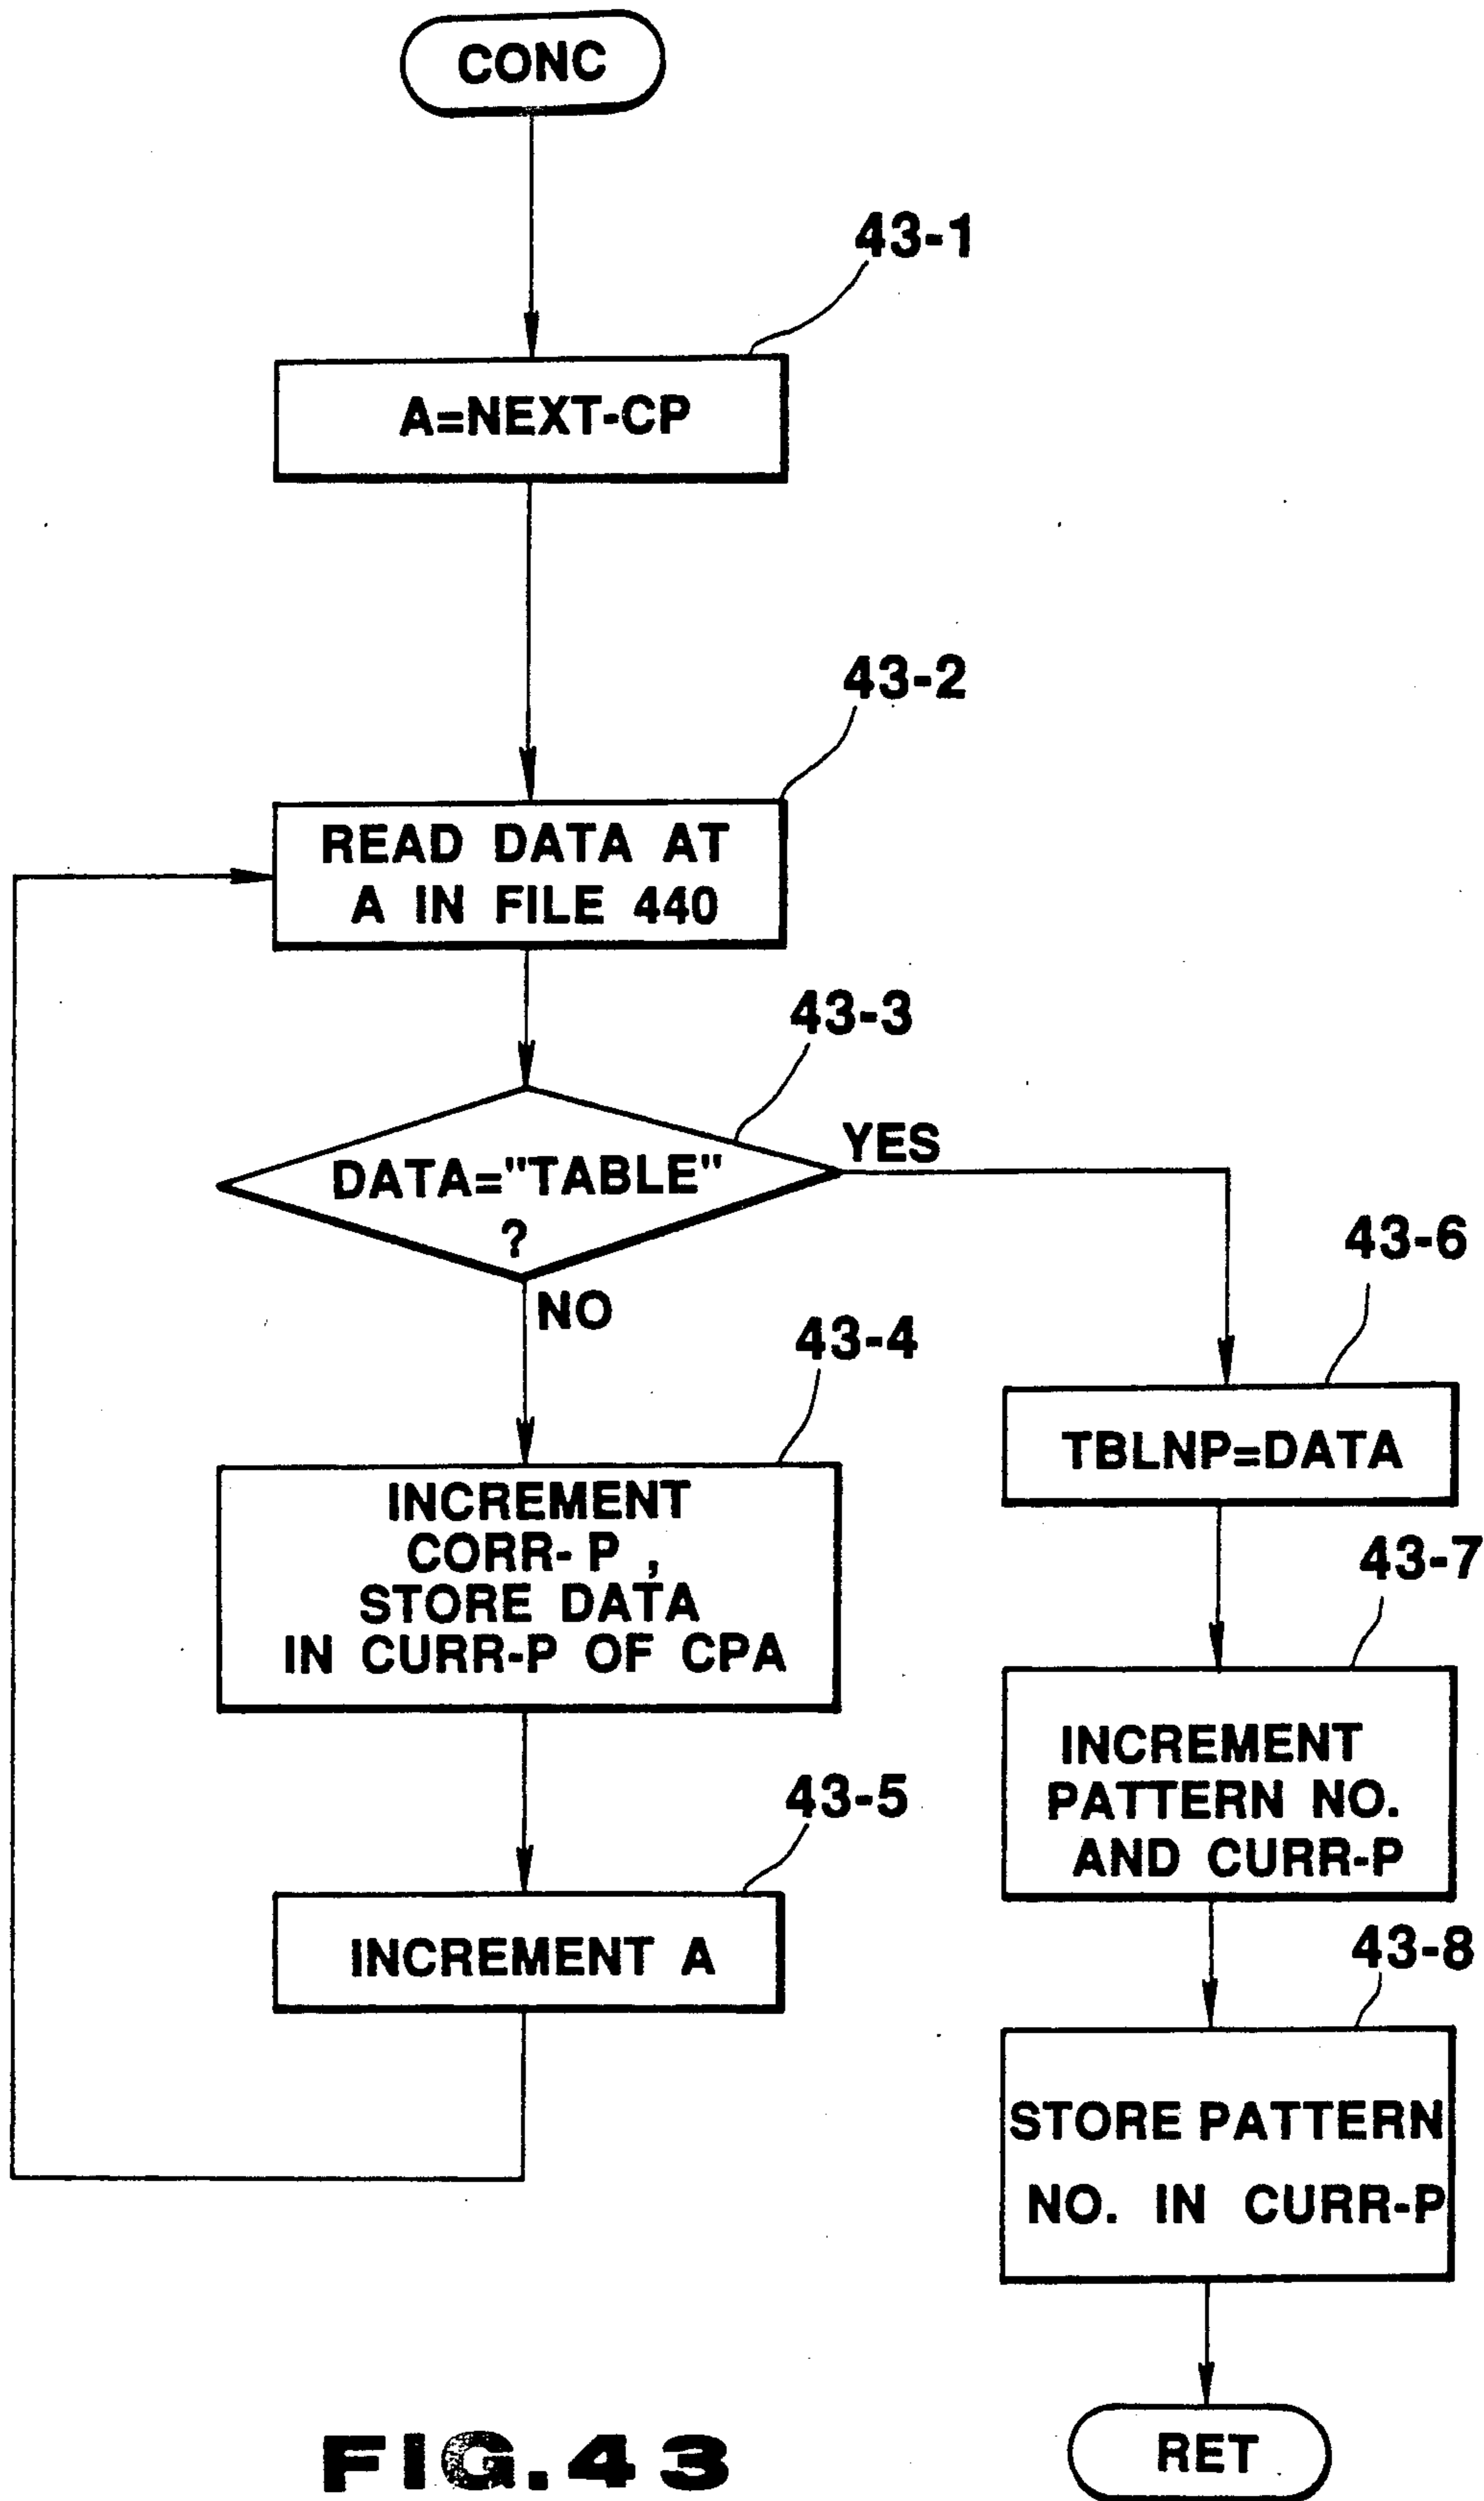 CONC
43-1
A=NEXT-CP
43-2
READ DATA AT
A IN FILE 440
43-3
DATA="TABLE"
?
YES
NO
43-4
INCREMENT
CORR-P,
STORE DATA
IN CURR-P OF CPA
43-5
INCREMENT A
43-6
TBLNP=DATA
43-7
INCREMENT
PATTERN NO.
AND CURR-P
43-8
STORE PATTERN
NO. IN CURR-P
RET
FIG.43